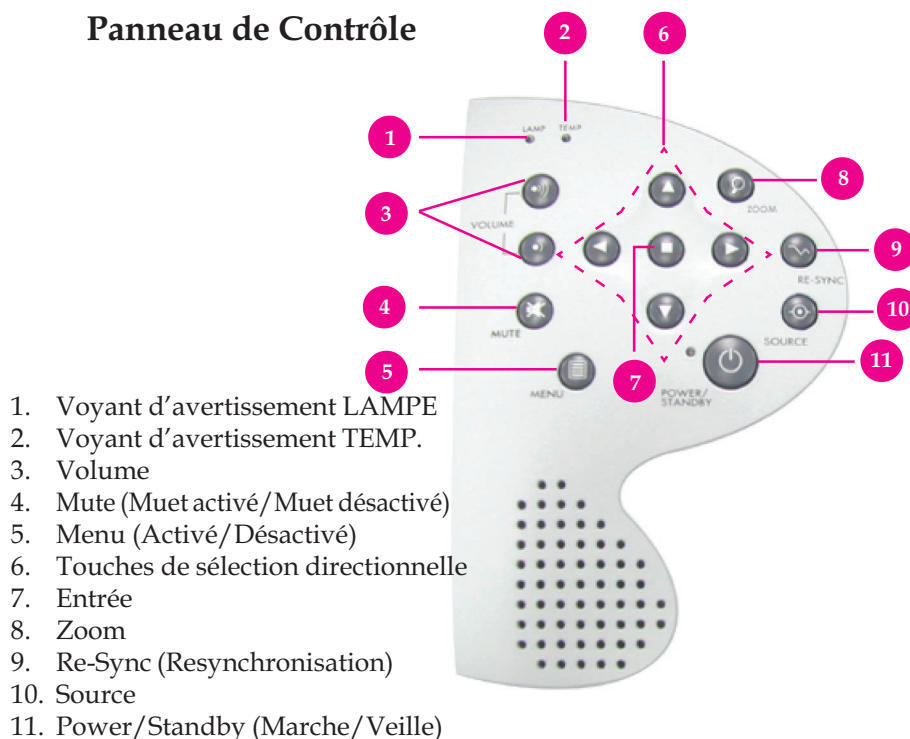 Panneau de Contrôle
2
6
1
LAMP TEMP
8
ZOOM
3
VOLUME
9
RE-SYNC
4
MUTE
10
SOURCE
5
MENU
7
POWER/
STANDBY
11
1. Voyant d’avertissement LAMPE
2. Voyant d’avertissement TEMP.
3. Volume
4. Mute (Muet activé/Muet désactivé)
5. Menu (Activé/Désactivé)
6. Touches de sélection directionnelle
7. Entrée
8. Zoom
9. Re-Sync (Resynchronisation)
10. Source
11. Power/Standby (Marche/Veille)